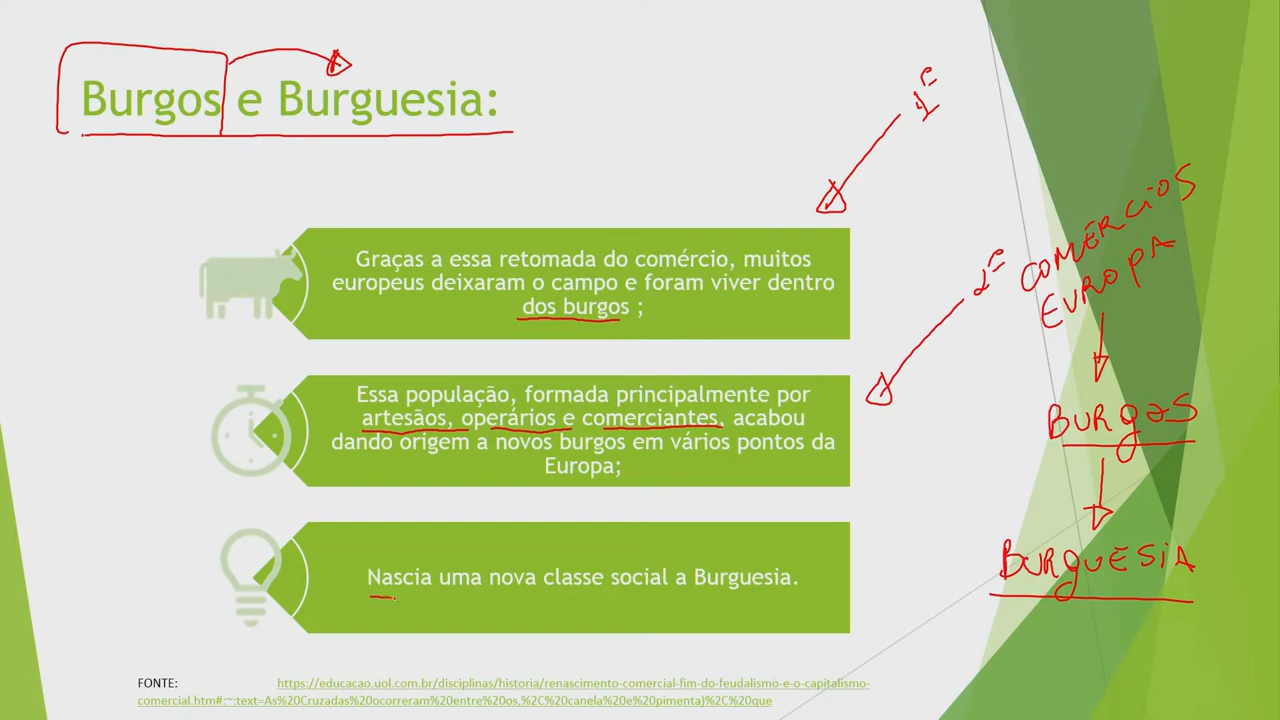 Burgos e Burguesia:
1º
Graças a essa retomada do comércio, muitos
europeus deixaram o campo e foram viver dentro
dos burgos ;
2º
COMÉRCIOS
EUROPA
BURGOS
BURGUESIA
Essa população, formada principalmente por
artesãos, operários e comerciantes, acabou
dando origem a novos burgos em vários pontos da
Europa;
Nascia uma nova classe social a Burguesia.
FONTE: https://educacao.uol.com.br/disciplinas/historia/renascimento-comercial-fim-do-feudalismo-e-o-capitalismo-
comercial.htm#:~:text=As%20Cruzadas%20ocorreram%20entre%20os,%2C%20canela%20e%20pimenta)%2C%20que